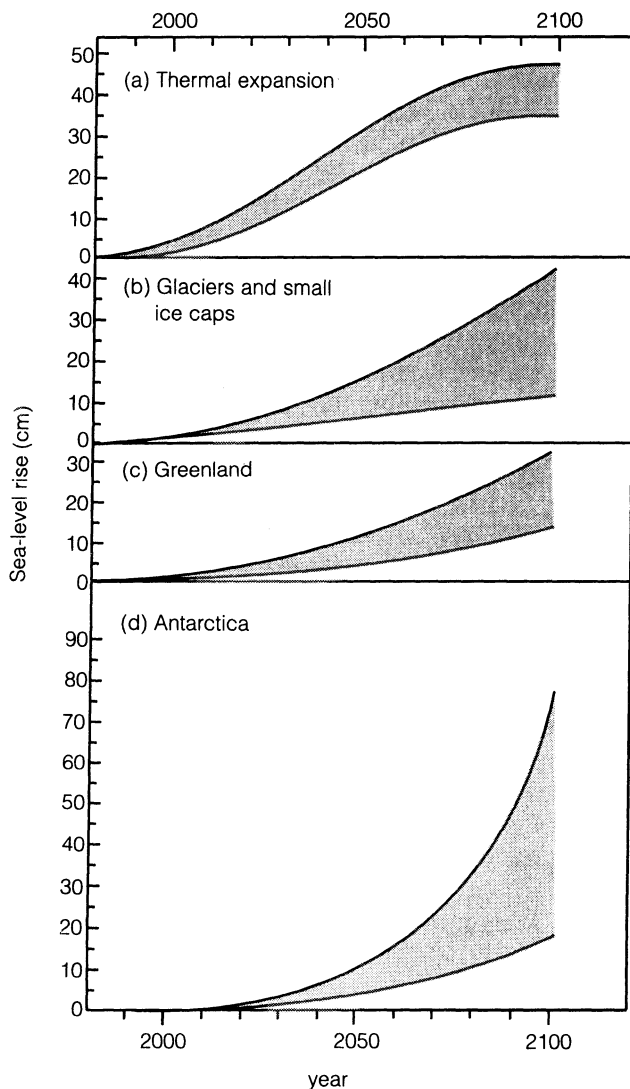 2000 2050 2100
50
(a) Thermal expansion
40
30
20
10
0
40
(b) Glaciers and small
ice caps
30
20
10
0
30
(c) Greenland
20
10
0
(d) Antarctica
90
80
70
60
50
40
30
20
10
0
2000 2050 2100
year
Sea-level rise (cm)